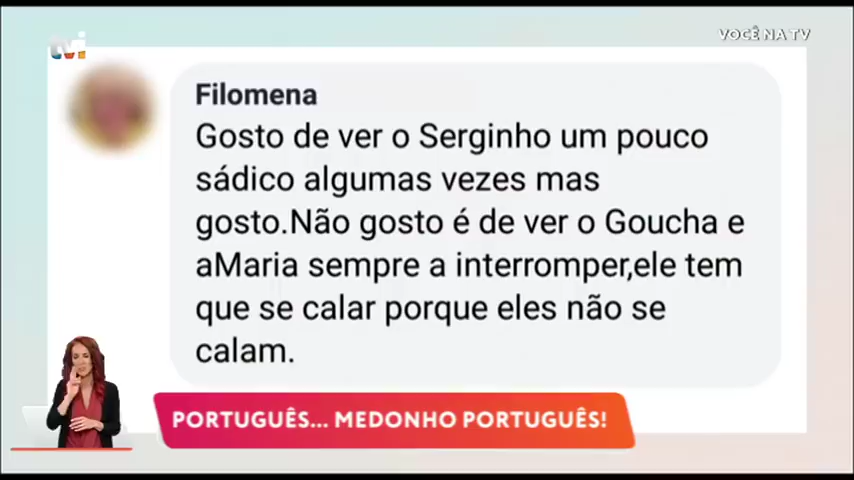 tvi
VOCÊ NA TV
Filomena
Gosto de ver o Serginho um pouco
sádico algumas vezes mas
gosto.Não gosto é de ver o Goucha e
aMaria sempre a interromper,ele tem
que se calar porque eles não se
calam.
PORTUGUÊS... MEDONHO PORTUGUÊS!